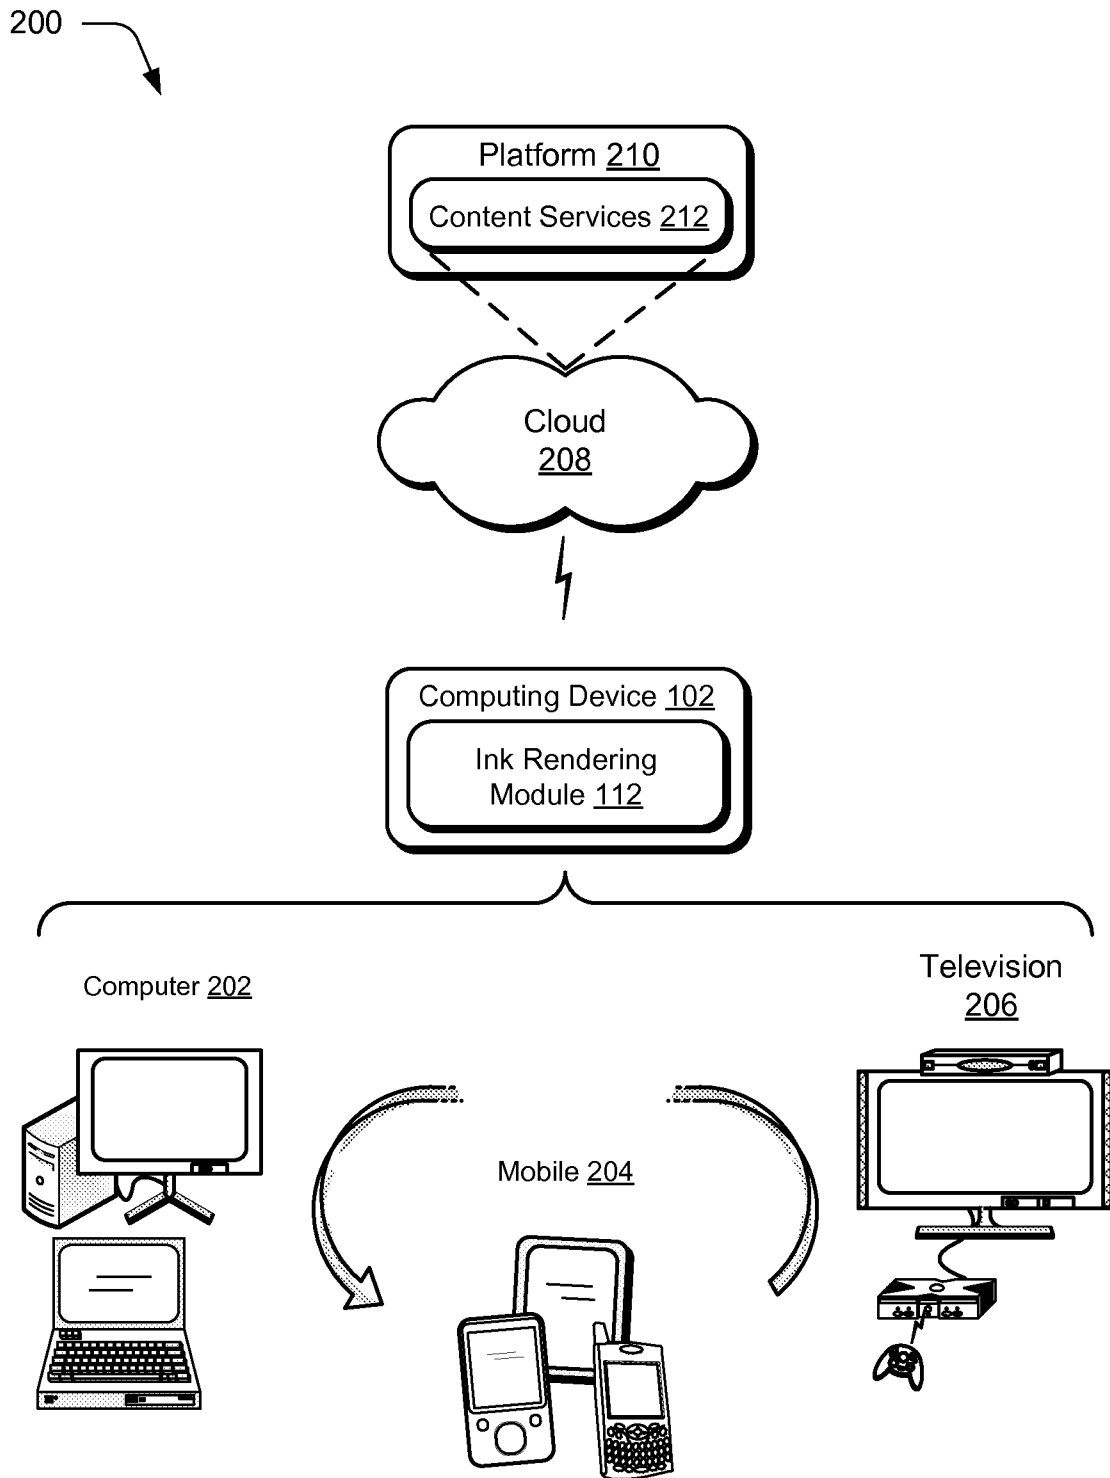 200
Platform 210
Content Services 212
Cloud
208
Computing Device 102
Ink Rendering
Module 112
Computer 202
Television
206
Mobile 204